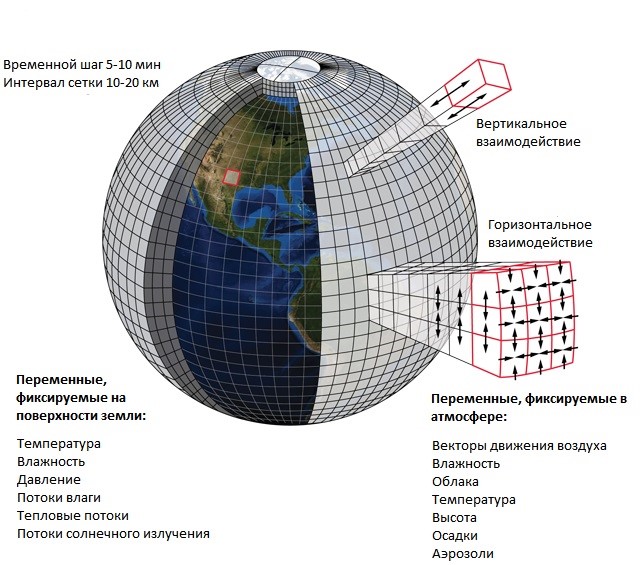 Временной шаг 5-10 мин
Интервал сетки 10-20 км
Вертикальное
взаимодействие
Горизонтальное
взаимодействие
Переменные,
фиксируемые на
поверхности земли:
Температура
Влажность
Давление
Потоки влаги
Тепловые потоки
Потоки солнечного излучения
Переменные, фиксируемые в
атмосфере:
Векторы движения воздуха
Влажность
Облака
Температура
Высота
Осадки
Аэрозоли